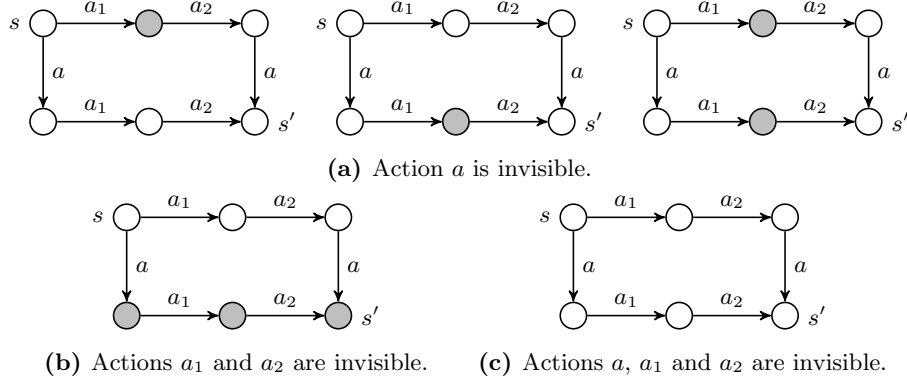 s a₁ a₂ a₁ a₂ s a₁ a₂
a a a a a a
a₁ a₂ s′ a₁ a₂ s′ a₁ a₂ s′
(a) Action a is invisible.
s a₁ a₂ a₁ a₂
s a a s a a
a₁ a₂ s′ a₁ a₂ s′
(b) Actions a₁ and a₂ are invisible. (c) Actions a, a₁ and a₂ are invisible.